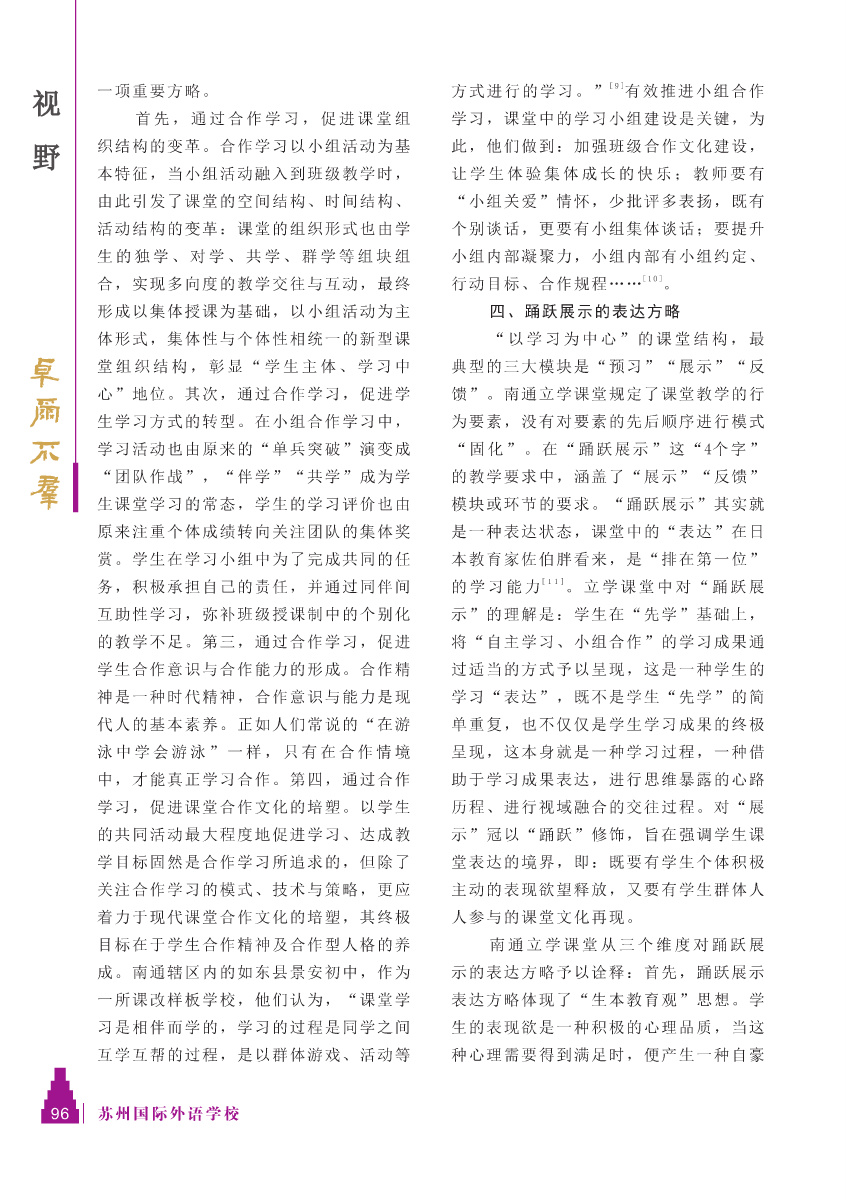 视
野
卓
尔
不
群
一项重要方略。
首先，通过合作学习，促进课堂组
织结构的变革。合作学习以小组活动为基
本特征，当小组活动融入到班级教学时，
由此引发了课堂的空间结构、时间结构、
活动结构的变革：课堂的组织形式也由学
生的独学、对学、共学、群学等组块组
合，实现多向度的教学交往与互动，最终
形成以集体授课为基础，以小组活动为主
体形式，集体性与个体性相统一的新型课
堂组织结构，彰显“学生主体、学习中
心”地位。其次，通过合作学习，促进学
生学习方式的转型。在小组合作学习中，
学习活动也由原来的“单兵突破”演变成
“团队作战”，“伴学”“共学”成为学
生课堂学习的常态，学生的学习评价也由
原来注重个体成绩转向关注团队的集体奖
赏。学生在学习小组中为了完成共同的任
务，积极承担自己的责任，并通过同伴间
互助性学习，弥补班级授课制中的个别化
的教学不足。第三，通过合作学习，促进
学生合作意识与合作能力的形成。合作精
神是一种时代精神，合作意识与能力是现
代人的基本素养。正如人们常说的“在游
泳中学会游泳”一样，只有在合作情境
中，才能真正学习合作。第四，通过合作
学习，促进课堂合作文化的培塑。以学生
的共同活动最大程度地促进学习、达成教
学目标固然是合作学习所追求的，但除了
关注合作学习的模式、技术与策略，更应
着力于现代课堂合作文化的培塑，其终极
目标在于学生合作精神及合作型人格的养
成。南通辖区内的如东县景安初中，作为
一所课改样板学校，他们认为，“课堂学
习是相伴而学的，学习的过程是同学之间
互学互帮的过程，是以群体游戏、活动等
方式进行的学习。”[9]有效推进小组合作
学习，课堂中的学习小组建设是关键，为
此，他们做到：加强班级合作文化建设，
让学生体验集体成长的快乐；教师要有
“小组关爱”情怀，少批评多表扬，既有
个别谈话，更要有小组集体谈话；要提升
小组内部凝聚力，小组内部有小组约定、
行动目标、合作规程……[10]。
四、踊跃展示的表达方略
“以学习为中心”的课堂结构，最
典型的三大模块是“预习”“展示”“反
馈”。南通立学课堂规定了课堂教学的行
为要素，没有对要素的先后顺序进行模式
“固化”。在“踊跃展示”这“4个字”
的教学要求中，涵盖了“展示”“反馈”
模块或环节的要求。“踊跃展示”其实就
是一种表达状态，课堂中的“表达”在日
本教育家佐伯胖看来，是“排在第一位”
的学习能力[11]。立学课堂中对“踊跃展
示”的理解是：学生在“先学”基础上，
将“自主学习、小组合作”的学习成果通
过适当的方式予以呈现，这是一种学生的
学习“表达”，既不是学生“先学”的简
单重复，也不仅仅是学生学习成果的终极
呈现，这本身就是一种学习过程，一种借
助于学习成果表达，进行思维暴露的心路
历程、进行视域融合的交往过程。对“展
示”冠以“踊跃”修饰，旨在强调学生课
堂表达的境界，即：既要有学生个体积极
主动的表现欲望释放，又要有学生群体人
人参与的课堂文化再现。
南通立学课堂从三个维度对踊跃展
示的表达方略予以诠释：首先，踊跃展示
表达方略体现了“生本教育观”思想。学
生的表现欲是一种积极的心理品质，当这
种心理需要得到满足时，便产生一种自豪
96
苏州国际外语学校